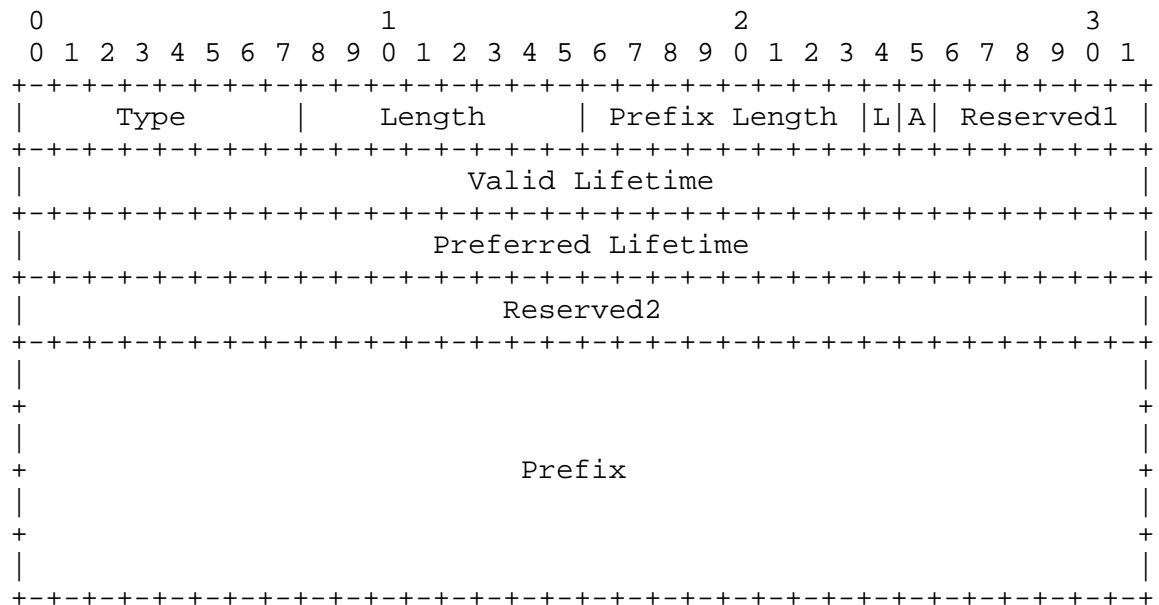 0                   1                   2                   3
 0 1 2 3 4 5 6 7 8 9 0 1 2 3 4 5 6 7 8 9 0 1 2 3 4 5 6 7 8 9 0 1
+-+-+-+-+-+-+-+-+-+-+-+-+-+-+-+-+-+-+-+-+-+-+-+-+-+-+-+-+-+-+-+-+
|     Type      |    Length     | Prefix Length |L|A| Reserved1 |
+-+-+-+-+-+-+-+-+-+-+-+-+-+-+-+-+-+-+-+-+-+-+-+-+-+-+-+-+-+-+-+-+
|                         Valid Lifetime                        |
+-+-+-+-+-+-+-+-+-+-+-+-+-+-+-+-+-+-+-+-+-+-+-+-+-+-+-+-+-+-+-+-+
|                       Preferred Lifetime                      |
+-+-+-+-+-+-+-+-+-+-+-+-+-+-+-+-+-+-+-+-+-+-+-+-+-+-+-+-+-+-+-+-+
|                           Reserved2                           |
+-+-+-+-+-+-+-+-+-+-+-+-+-+-+-+-+-+-+-+-+-+-+-+-+-+-+-+-+-+-+-+-+
|                                                               |
+                                                               +
|                                                               |
+                            Prefix                             +
|                                                               |
+                                                               +
|                                                               |
+-+-+-+-+-+-+-+-+-+-+-+-+-+-+-+-+-+-+-+-+-+-+-+-+-+-+-+-+-+-+-+-+